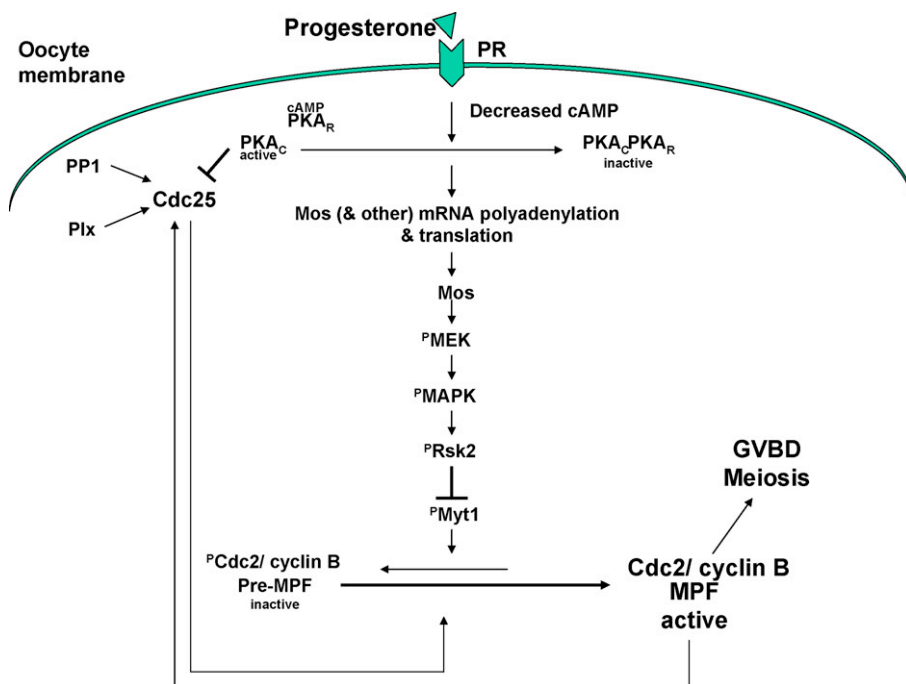 Progesterone
PR
Oocyte
membrane
Decreased cAMP
cAMP
PKAR
PKAC
active
PKACPKAR
inactive
PP1
Cdc25
Plx
Mos (& other) mRNA polyadenylation
& translation
Mos
PMEK
PMAPK
PRsk2
PMyt1
GVBD
Meiosis
PCdc2/ cyclin B
Pre-MPF
inactive
Cdc2/ cyclin B
MPF
active